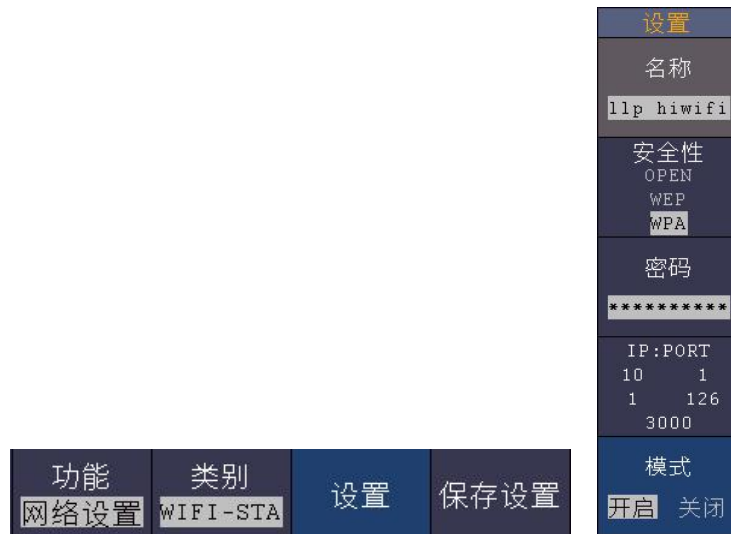 设置
名称
llp hiwifi
安全性
OPEN
WEP
WPA
密码
**********
IP:PORT
10 1
1 126
3000
模式
开启 关闭
功能 类别 设置 保存设置
网络设置 WIFI-STA